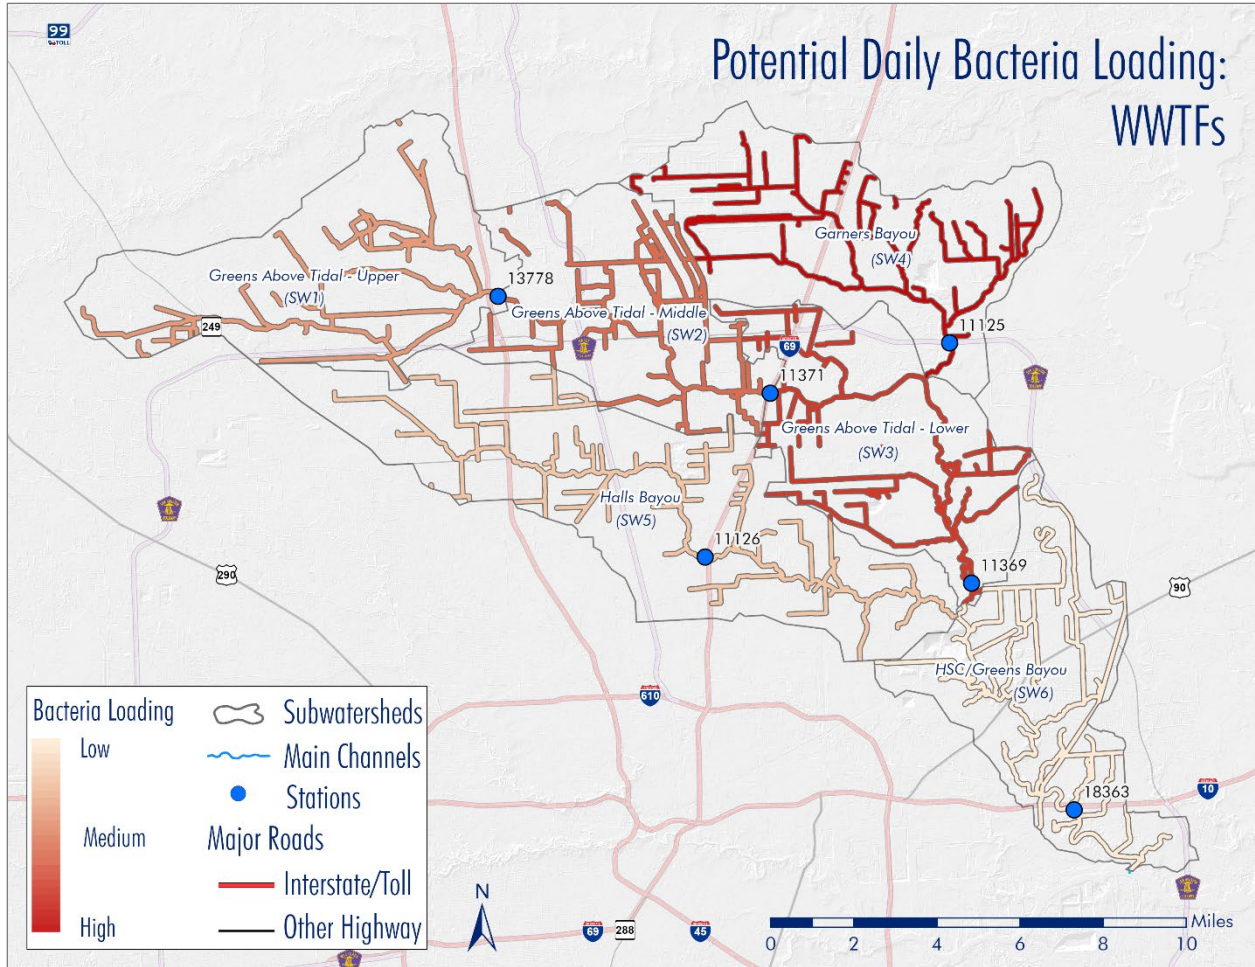 99
TOLL
Potential Daily Bacteria Loading:
WWTFs
Garners Bayou
(SW4)
Greens Above Tidal - Upper
(SW1)
13778
Greens Above Tidal - Middle
(SW2)
249
11125
69
11371
Greens Above Tidal - Lower
(SW3)
Halls Bayou
(SW5)
11126
11369
290
90
HSC/Greens Bayou
(SW6)
610
18363
10
Bacteria Loading
Low
Medium
High
Subwatersheds
Main Channels
Stations
Major Roads
Interstate/Toll
Other Highway
N
69
288
45
Miles
0 2 4 6 8 10